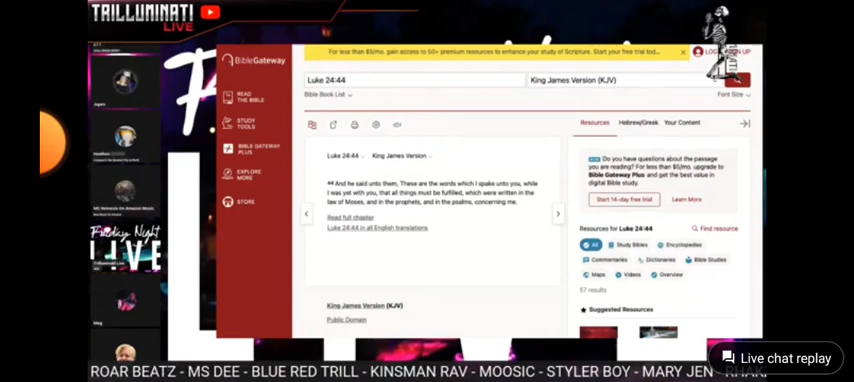 TRILLUMINATI
LIVE
BibleGateway
For less than $5/mo. gain access to 50+ premium resources to enhance your study of Scripture. Start your free trial tod...
Luke 24:44
King James Version (KJV)
Bible Book List
Font Size
READ
THE BIBLE
STUDY
TOOLS
BIBLE GATEWAY
PLUS
EXPLORE
MORE
STORE
Luke 24:44
King James Version
44 And he said unto them, These are the words which I spake unto you, while
I was yet with you, that all things must be fulfilled, which were written in the
law of Moses, and in the prophets, and in the psalms, concerning me.
Read full chapter
Luke 24:44 in all English translations
King James Version (KJV)
Public Domain
Resources
Hebrew/Greek
Your Content
PLUS Do you have questions about the passage
you are reading? For less than $5/mo. upgrade to
Bible Gateway Plus and get the best value in
digital Bible study.
Start 14-day free trial
Learn More
Resources for Luke 24:44
Find resource
All
Study Bibles
Encyclopedias
Commentaries
Dictionaries
Bible Studies
Maps
Videos
Overview
57 results
Suggested Resources
MC Nemesis On Amazon Music
Friday Night
LIVE
Trilluminati Live
Meg
ROAR BEATZ - MS DEE - BLUE RED TRILL - KINSMAN RAV - MOOSIC - STYLER BOY - MARY JEN -
Live chat replay